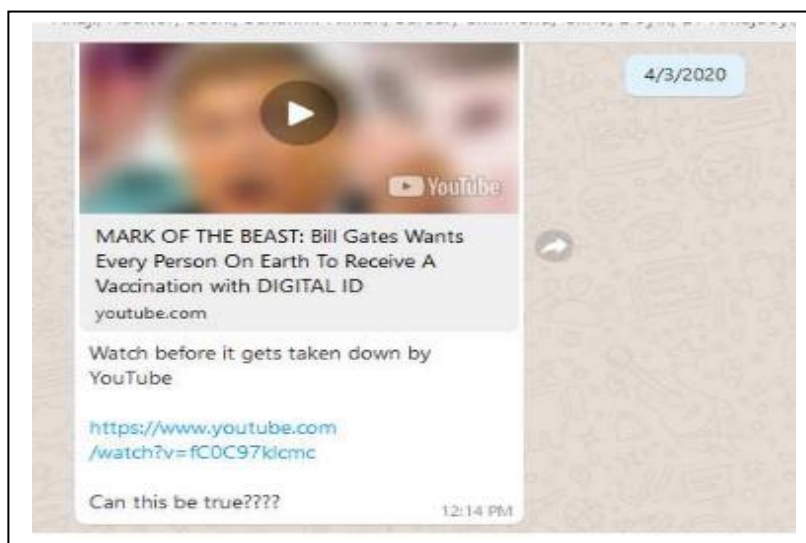 4/3/2020
YouTube
MARK OF THE BEAST: Bill Gates Wants
Every Person On Earth To Receive A
Vaccination with DIGITAL ID
youtube.com
Watch before it gets taken down by
YouTube
https://www.youtube.com
/watch?v=fC0C97klcmc
Can this be true????
12:14 PM